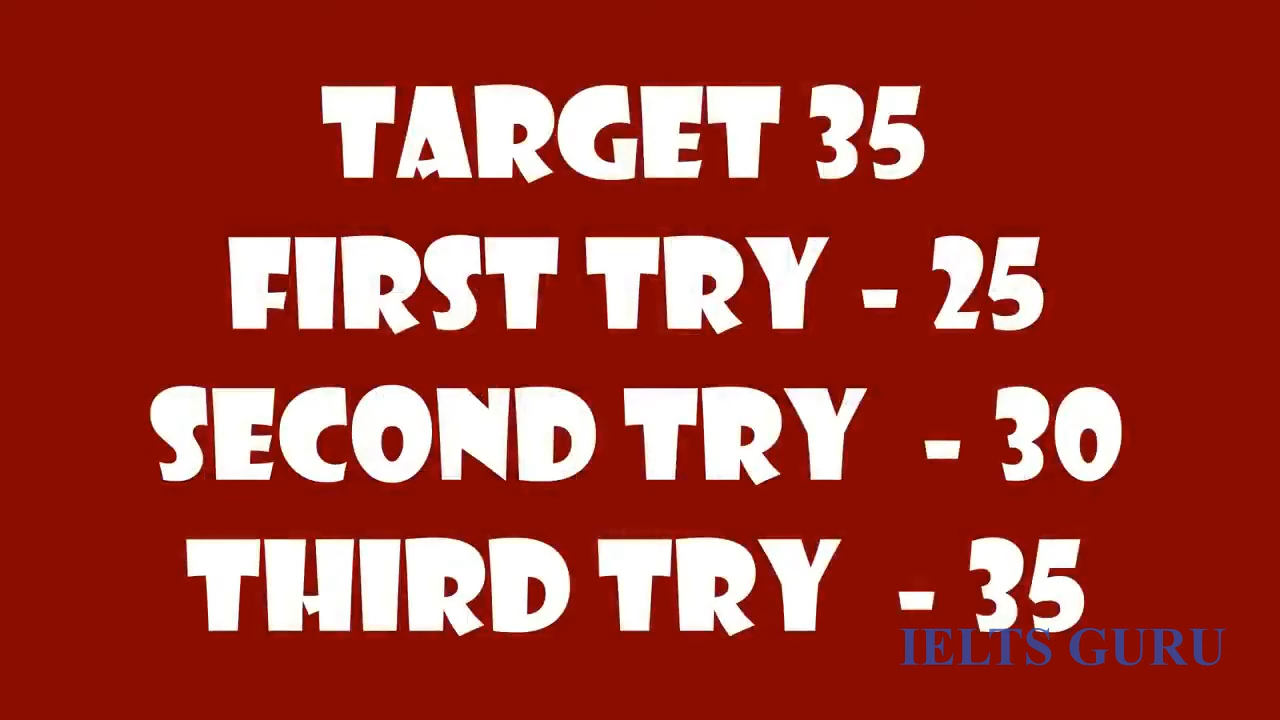 TARGET 35
FIRST TRY - 25
SECOND TRY - 30
THIRD TRY - 35
IELTS GURU